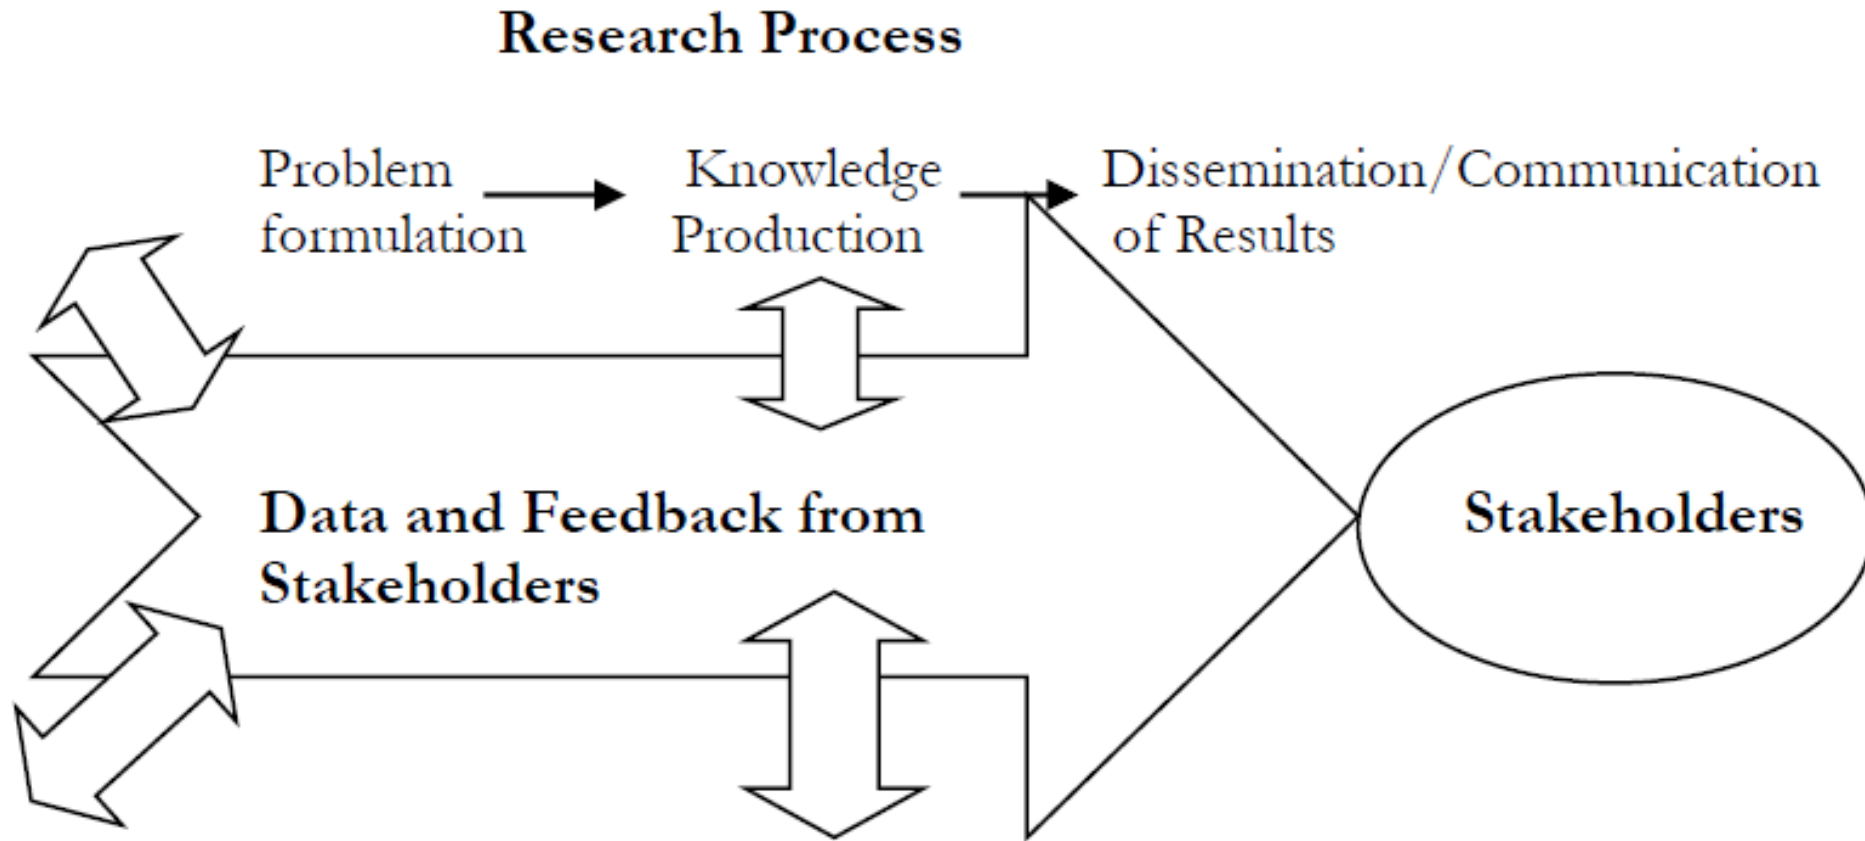 Research Process
Problem formulation
Knowledge Production
Dissemination/Communication of Results
Data and Feedback from
Stakeholders
Stakeholders